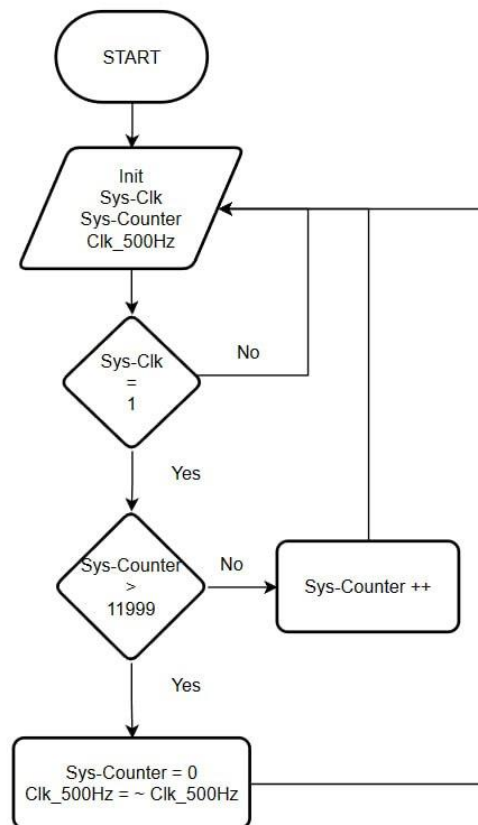 START
Init
Sys-Clk
Sys-Counter
Clk_500Hz
Sys-Clk
=
1
No
Yes
Sys-Counter
>
11999
No
Sys-Counter ++
Yes
Sys-Counter = 0
Clk_500Hz = ~ Clk_500Hz